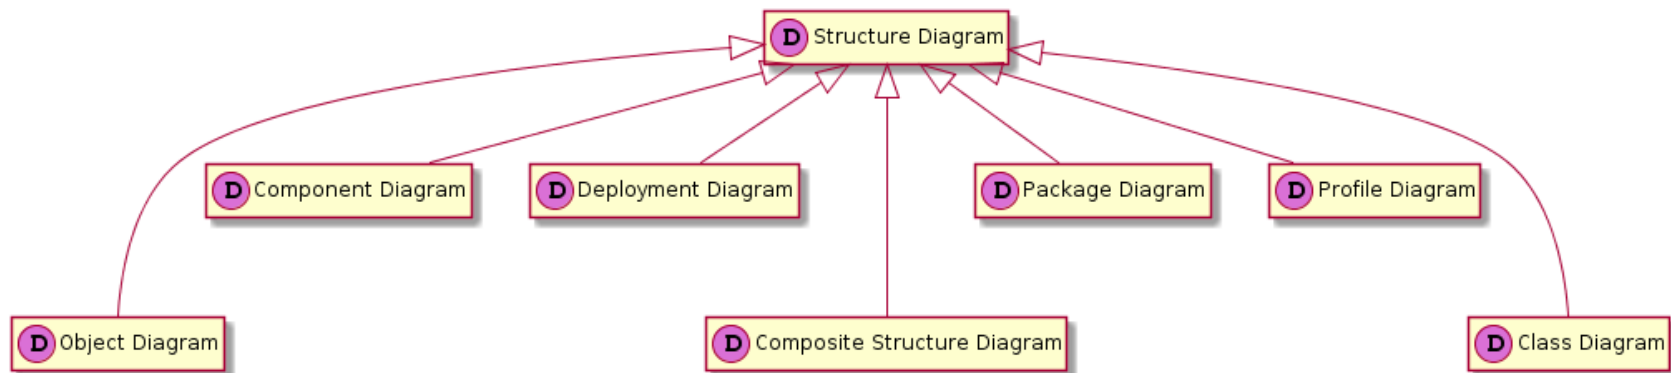 D Structure Diagram
D Component Diagram
D Deployment Diagram
D Package Diagram
D Profile Diagram
D Object Diagram
D Composite Structure Diagram
D Class Diagram